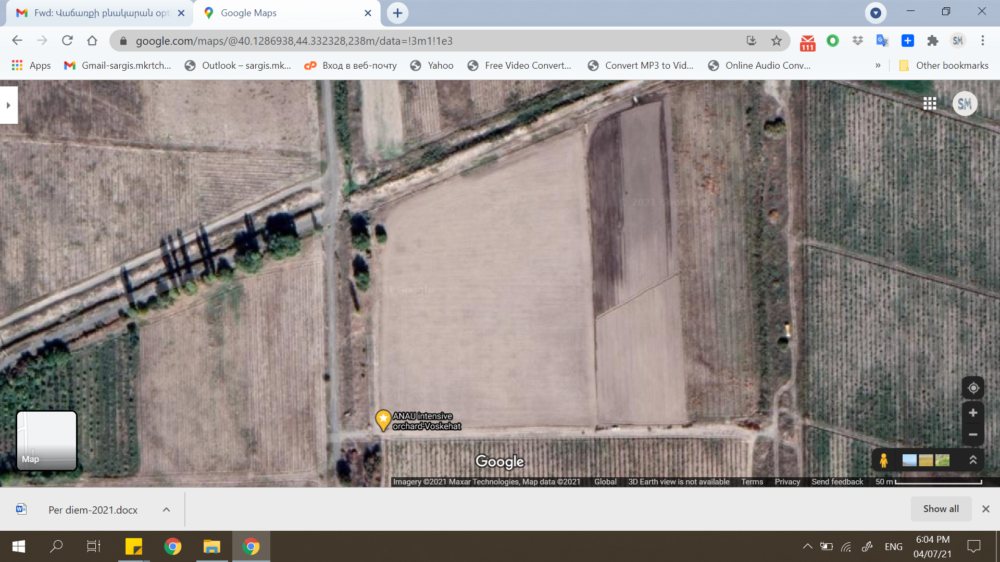 Fwd: Վաճառքի բնակարան opti
Google Maps
google.com/maps/@40.1286938,44.332328,238m/data=!3m1!1e3
111
SM
Apps
Gmail-sargis.mkrtch...
Outlook – sargis.mk...
Вход в веб-почту
Yahoo
Free Video Convert...
Convert MP3 to Vid...
Online Audio Conv...
»
Other bookmarks
SM
ANAU intensive
orchard-Voskehat
Map
Google
Imagery ©2021 Maxar Technologies, Map data ©2021 Global 3D Earth view is not available Terms Privacy Send feedback 50 m
Per diem-2021.docx
Show all
ENG
6:04 PM
04/07/21